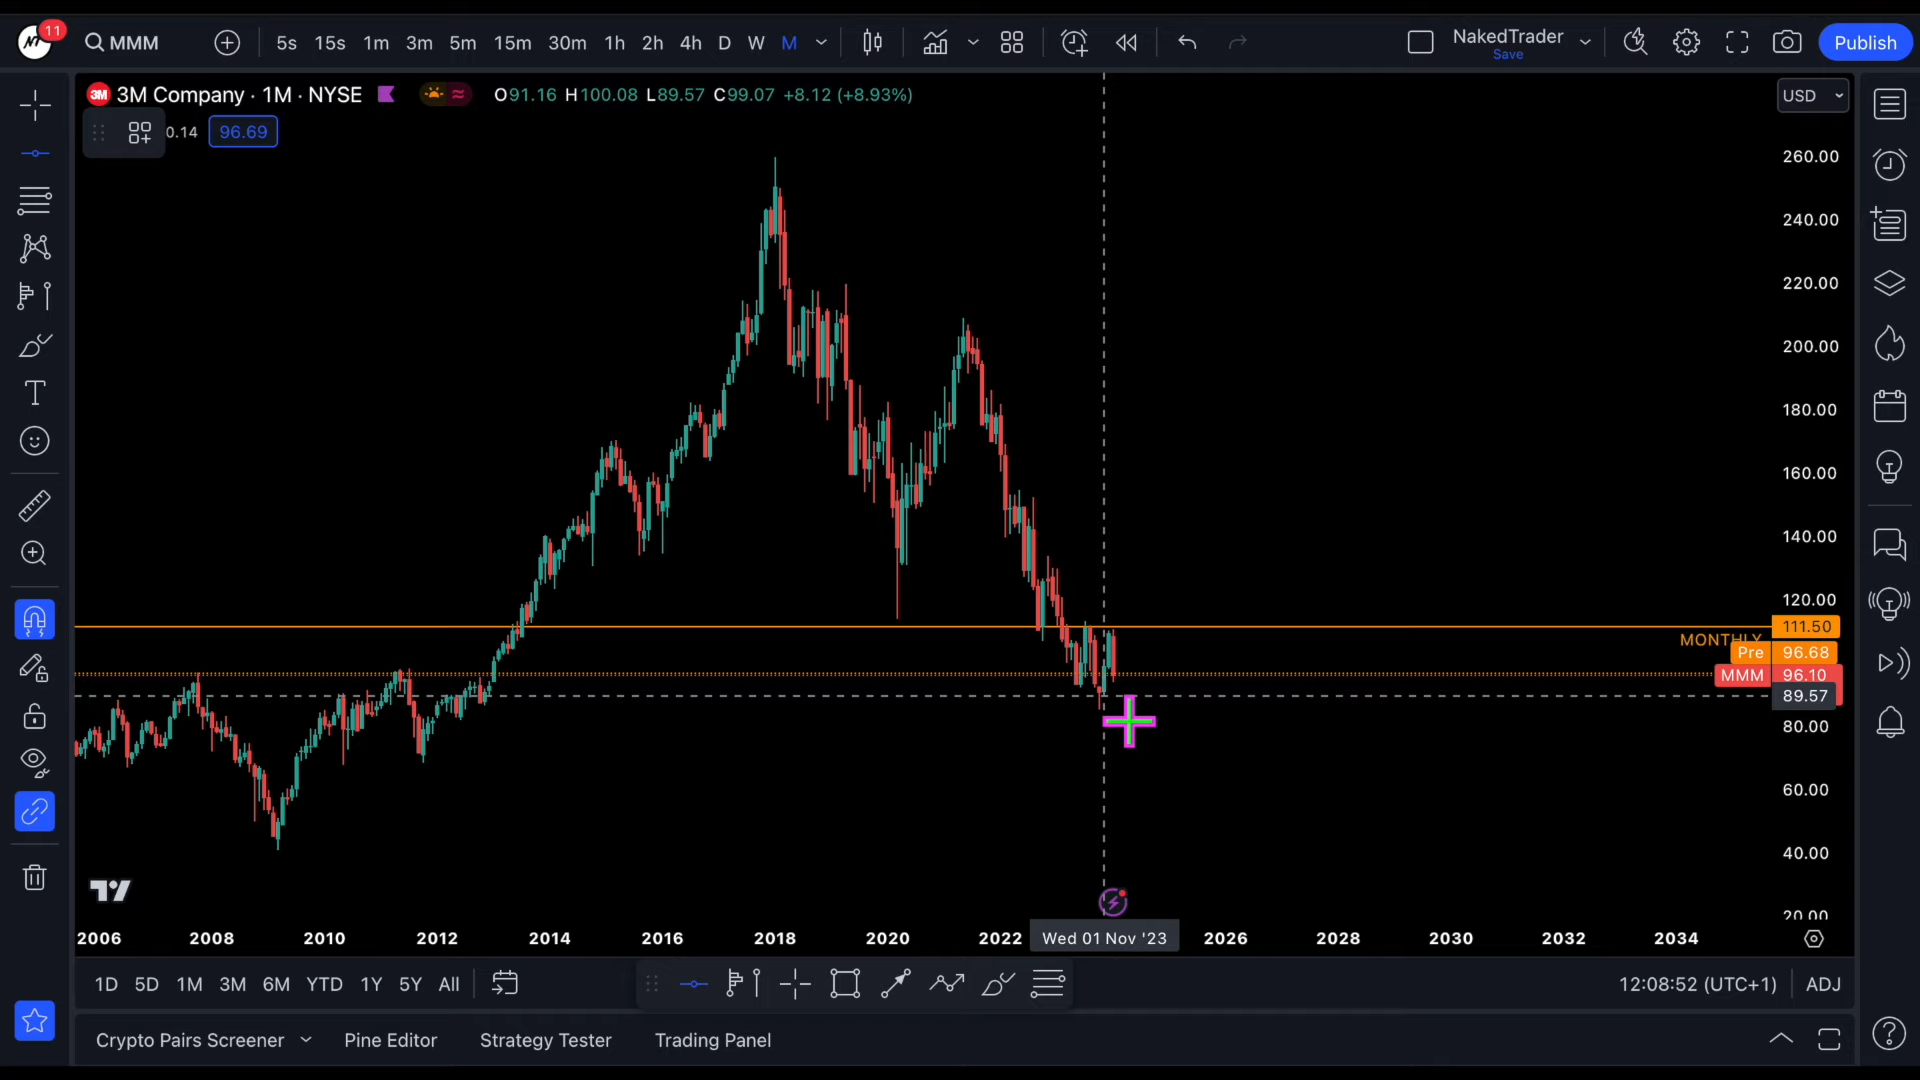 11
MMM 5s 15s 1m 3m 5m 15m 30m 1h 2h 4h D W M NakedTrader Save Publish
3M 3M Company · 1M · NYSE O91.16 H100.08 L89.57 C99.07 +8.12 (+8.93%) USD
0.14 96.69
260.00
240.00
220.00
200.00
180.00
160.00
140.00
120.00
111.50
MONTHLY
Pre 96.68
MMM 96.10
89.57
80.00
60.00
40.00
20.00
2006 2008 2010 2012 2014 2016 2018 2020 2022 Wed 01 Nov '23 2026 2028 2030 2032 2034
1D 5D 1M 3M 6M YTD 1Y 5Y All 12:08:52 (UTC+1) ADJ
Crypto Pairs Screener Pine Editor Strategy Tester Trading Panel